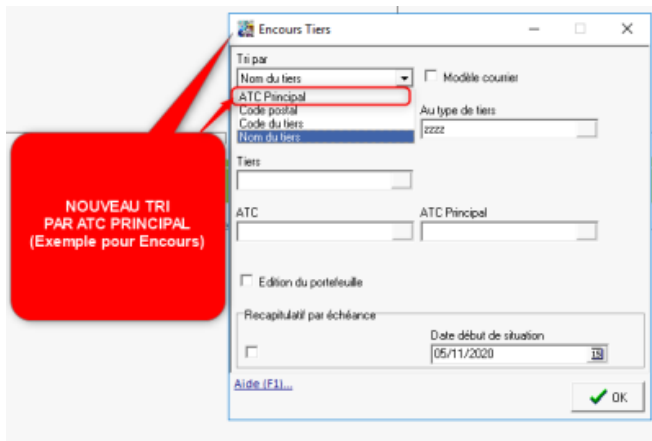 Encours Tiers
Tri par
Nom du tiers
Modèle courrier
ATC Principal
Code postal
Code du tiers
Nom du tiers
Au type de tiers
zzzz
Tiers
ATC
ATC Principal
NOUVEAU TRI
PAR ATC PRINCIPAL
(Exemple pour Encours)
Edition du portefeuille
Recapitulatif par échéance
Date début de situation
05/11/2020
15
Aide (F1)...
OK